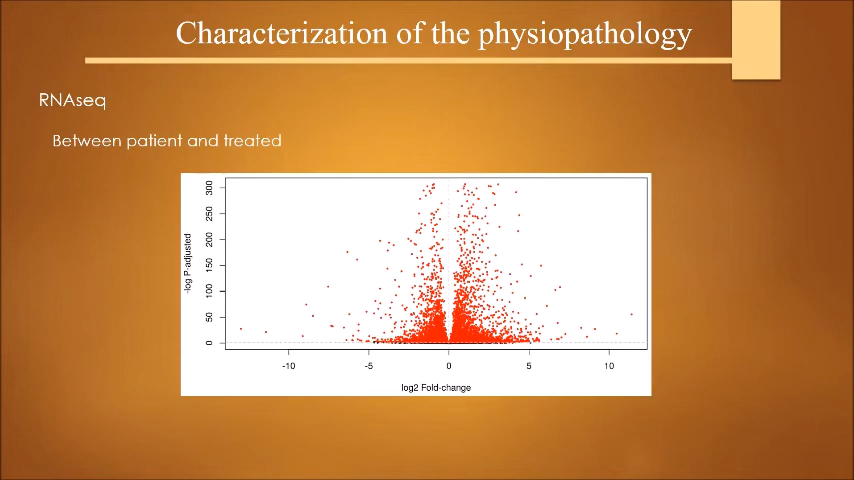 Characterization of the physiopathology
RNAseq
Between patient and treated
-log P-adjusted
300
250
200
150
100
50
0
-10 -5 0 5 10
log2 Fold-change